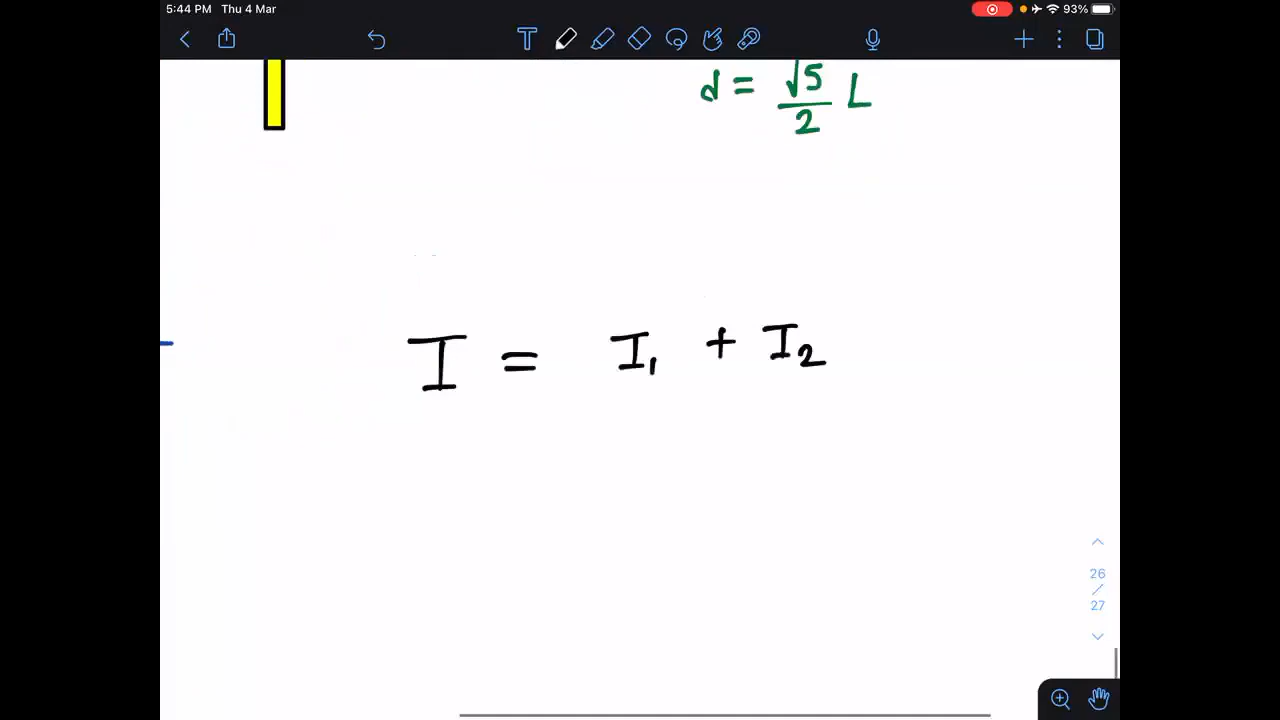 5:44 PM Thu 4 Mar 93%
T
d = √5/2 L
I = I₁ + I₂
26
/
27